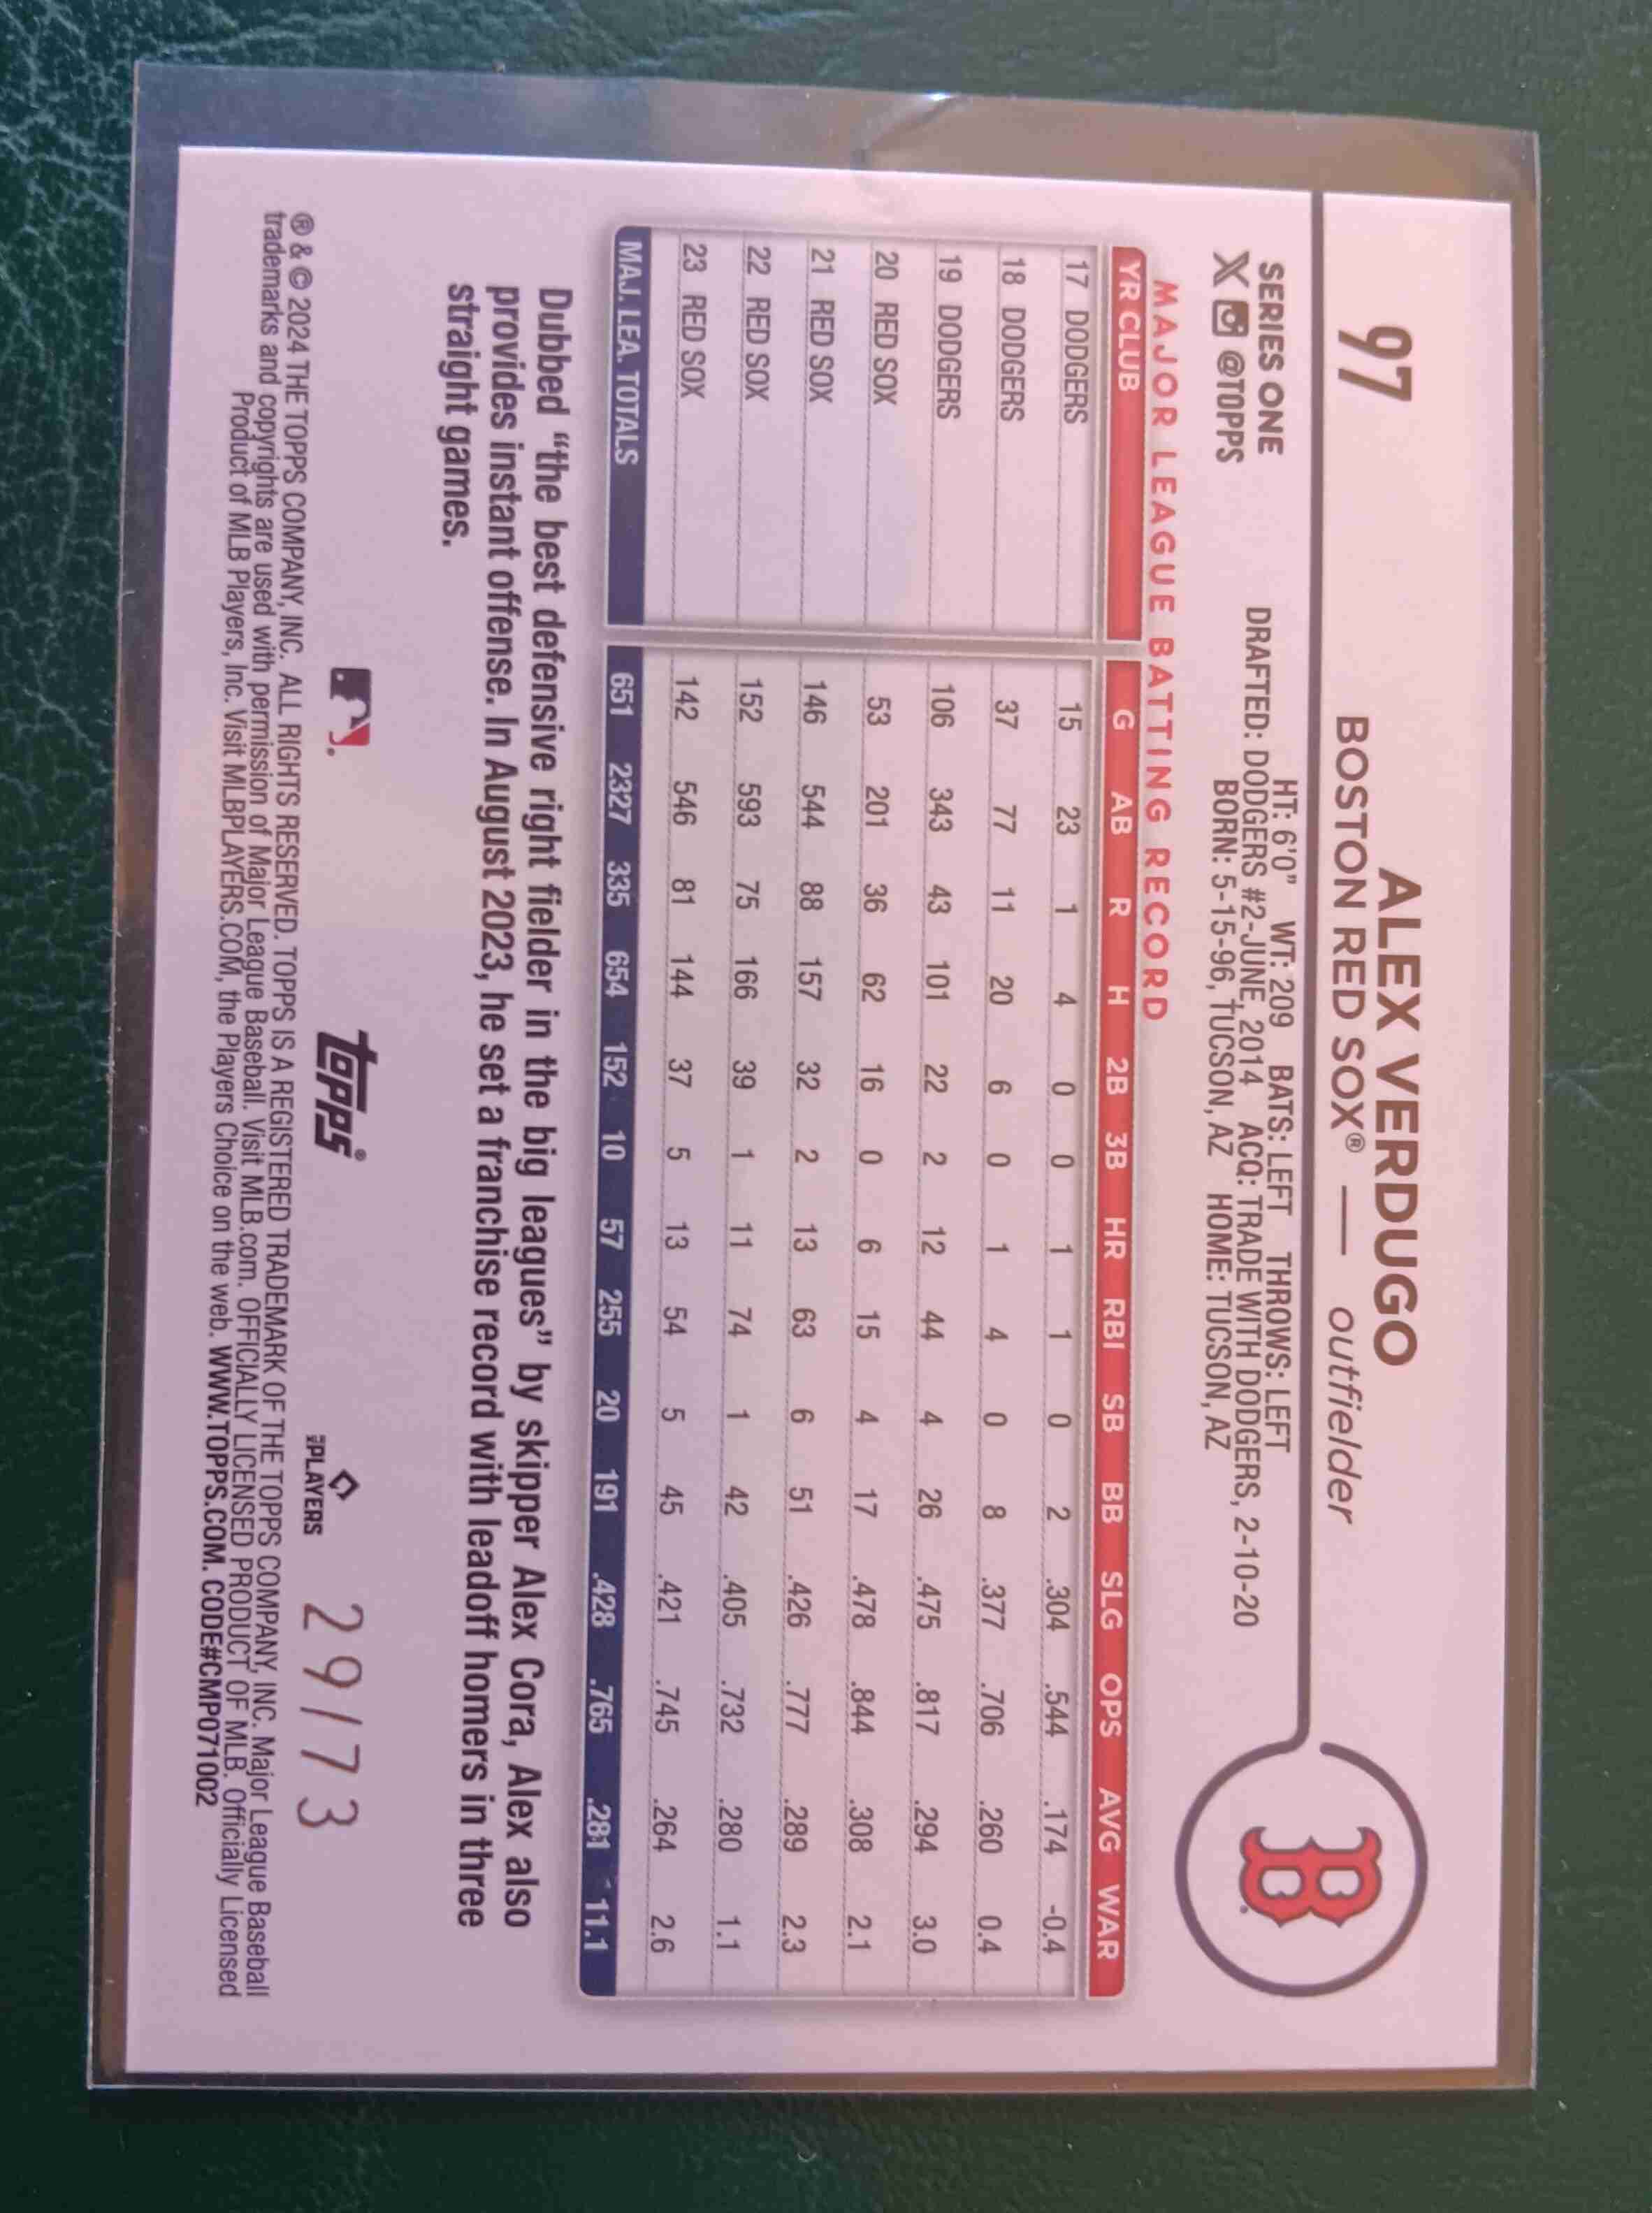 97
ALEX VERDUGO
BOSTON RED SOX® — outfielder
B
SERIES ONE
X @TOPPS
HT: 6'0" WT: 209 BATS: LEFT THROWS: LEFT
DRAFTED: DODGERS #2-JUNE, 2014 ACQ: TRADE WITH DODGERS, 2-10-20
BORN: 5-15-96, TUCSON, AZ HOME: TUCSON, AZ
MAJOR LEAGUE BATTING RECORD
YR CLUB G AB R H 2B 3B HR RBI SB BB SLG OPS AVG WAR
17 DODGERS 15 23 1 4 0 0 1 1 0 2 .304 .544 .174 -0.4
18 DODGERS 37 77 11 20 6 0 1 4 0 8 .377 .706 .260 0.4
19 DODGERS 106 343 43 101 22 2 12 44 4 26 .475 .817 .294 3.0
20 RED SOX 53 201 36 62 16 0 6 15 4 17 .478 .844 .308 2.1
21 RED SOX 146 544 88 157 32 2 13 63 6 51 .426 .777 .289 2.3
22 RED SOX 152 593 75 166 39 1 11 74 1 42 .405 .732 .280 1.1
23 RED SOX 142 546 81 144 37 5 13 54 5 45 .421 .745 .264 2.6
MAJ. LEA. TOTALS 651 2327 335 654 152 10 57 255 20 191 .428 .765 .281 11.1
Dubbed “the best defensive right fielder in the big leagues” by skipper Alex Cora, Alex also
provides instant offense. In August 2023, he set a franchise record with leadoff homers in three
straight games.
topps®
PLAYERS
29/73
® & © 2024 THE TOPPS COMPANY, INC. ALL RIGHTS RESERVED. TOPPS IS A REGISTERED TRADEMARK OF THE TOPPS COMPANY, INC. Major League Baseball
trademarks and copyrights are used with permission of Major League Baseball. Visit MLB.com. OFFICIALLY LICENSED PRODUCT OF MLB. Officially Licensed
Product of MLB Players, Inc. Visit MLBPLAYERS.COM, the Players Choice on the web. WWW.TOPPS.COM. CODE#CMP071002